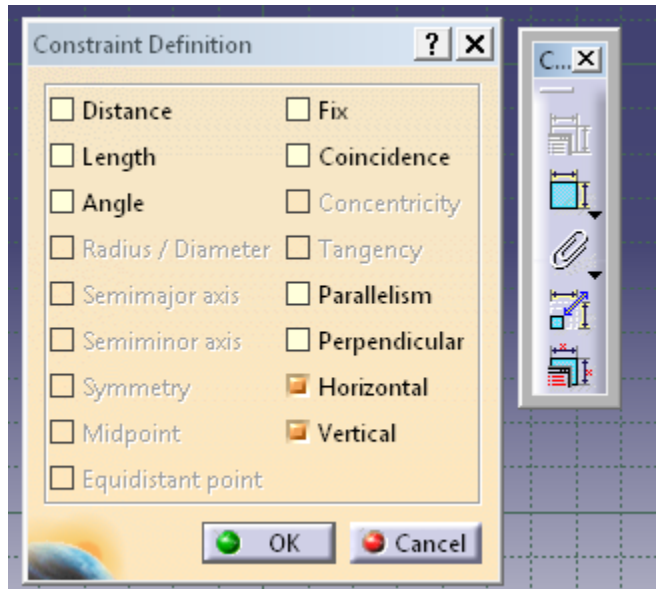 Constraint Definition
? X
C... X
Distance
Fix
Length
Coincidence
Angle
Concentricity
Radius / Diameter
Tangency
Semimajor axis
Parallelism
Semiminor axis
Perpendicular
Symmetry
Horizontal
Midpoint
Vertical
Equidistant point
OK
Cancel